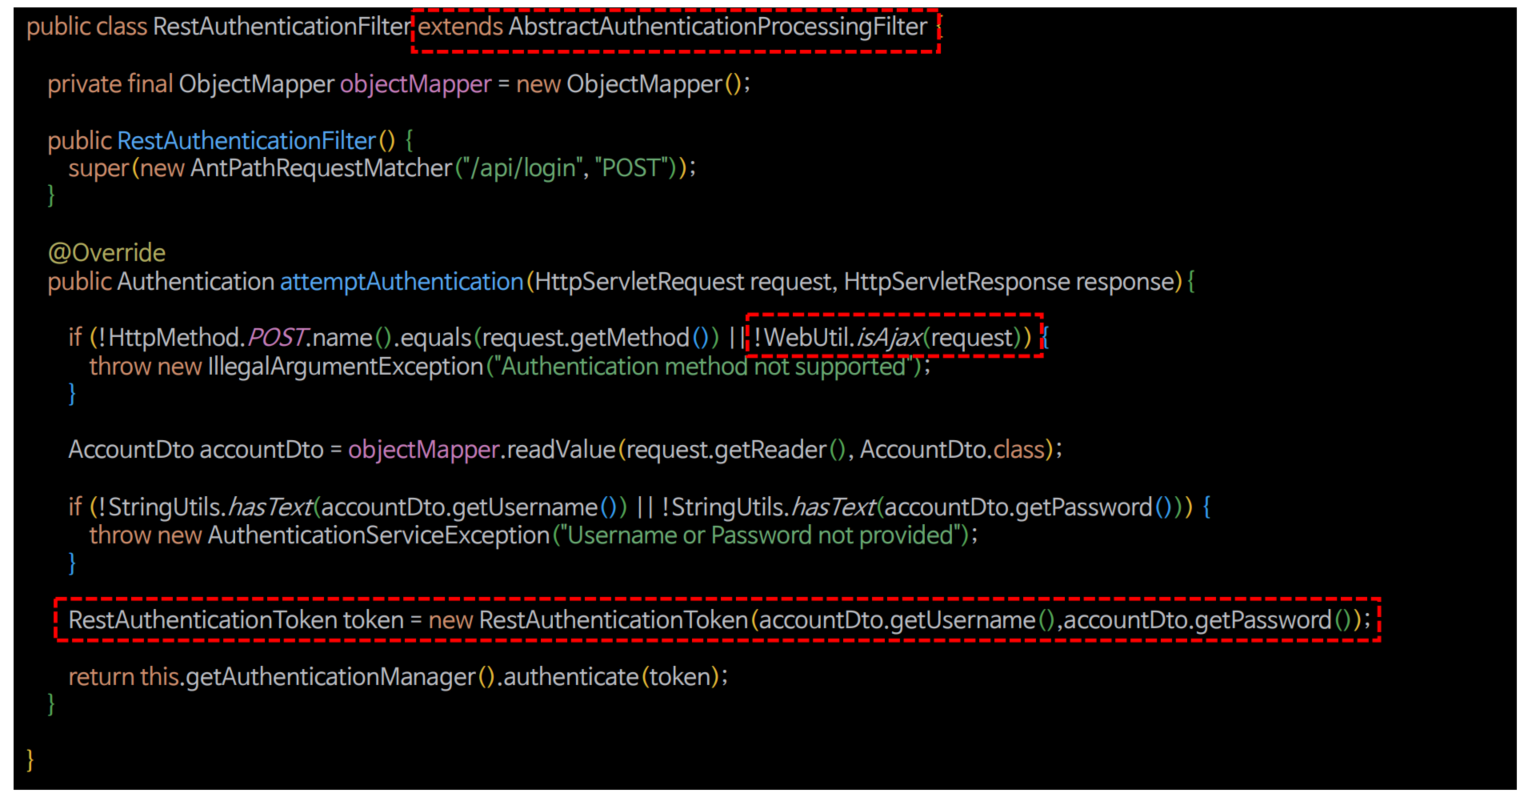 public class RestAuthenticationFilter extends AbstractAuthenticationProcessingFilter {
private final ObjectMapper objectMapper = new ObjectMapper();
public RestAuthenticationFilter() {
super(new AntPathRequestMatcher("/api/login", "POST"));
}
@Override
public Authentication attemptAuthentication(HttpServletRequest request, HttpServletResponse response) {
if (!HttpMethod.POST.name().equals(request.getMethod()) || !WebUtil.isAjax(request)) {
throw new IllegalArgumentException("Authentication method not supported");
}
AccountDto accountDto = objectMapper.readValue(request.getReader(), AccountDto.class);
if (!StringUtils.hasText(accountDto.getUsername()) || !StringUtils.hasText(accountDto.getPassword())) {
throw new AuthenticationServiceException("Username or Password not provided");
}
RestAuthenticationToken token = new RestAuthenticationToken(accountDto.getUsername(),accountDto.getPassword());
return this.getAuthenticationManager().authenticate(token);
}
}